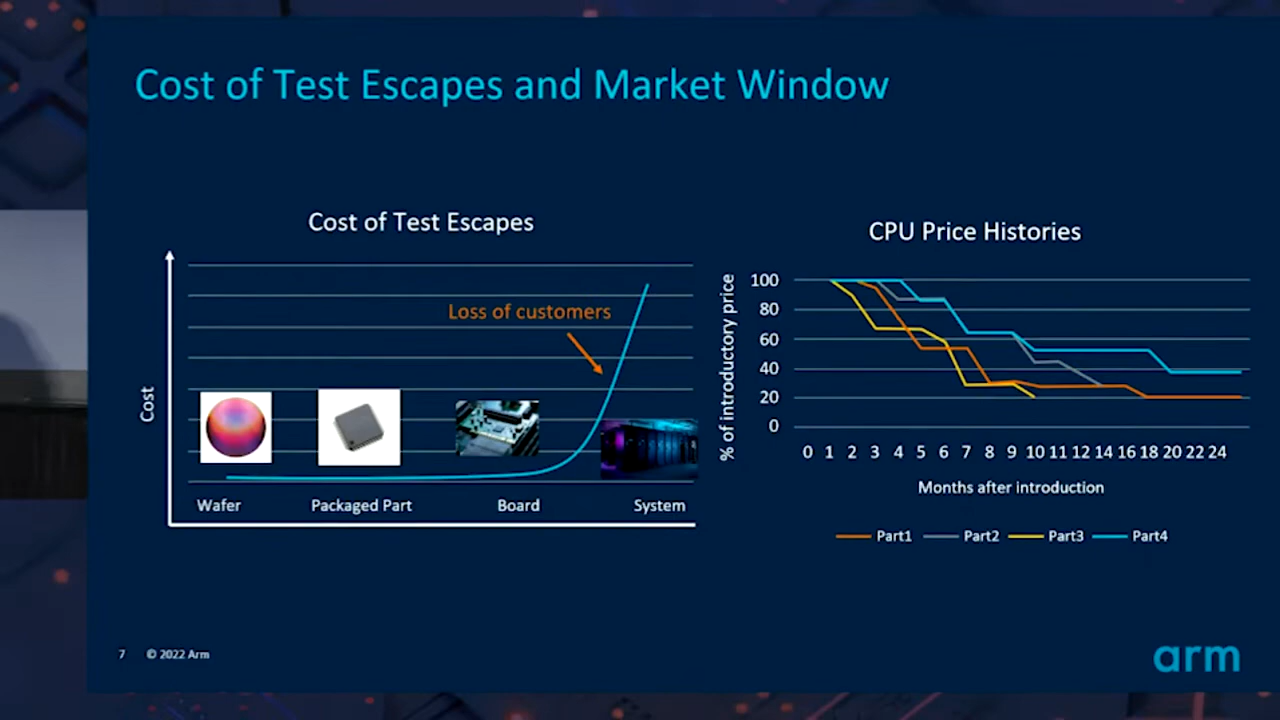 Cost of Test Escapes and Market Window
Cost of Test Escapes
Loss of customers
Cost
Wafer Packaged Part Board System
CPU Price Histories
% of introductory price
100
80
60
40
20
0
0 1 2 3 4 5 6 7 8 9 10 11 12 14 16 18 20 22 24
Months after introduction
Part1 Part2 Part3 Part4
7 © 2022 Arm
arm